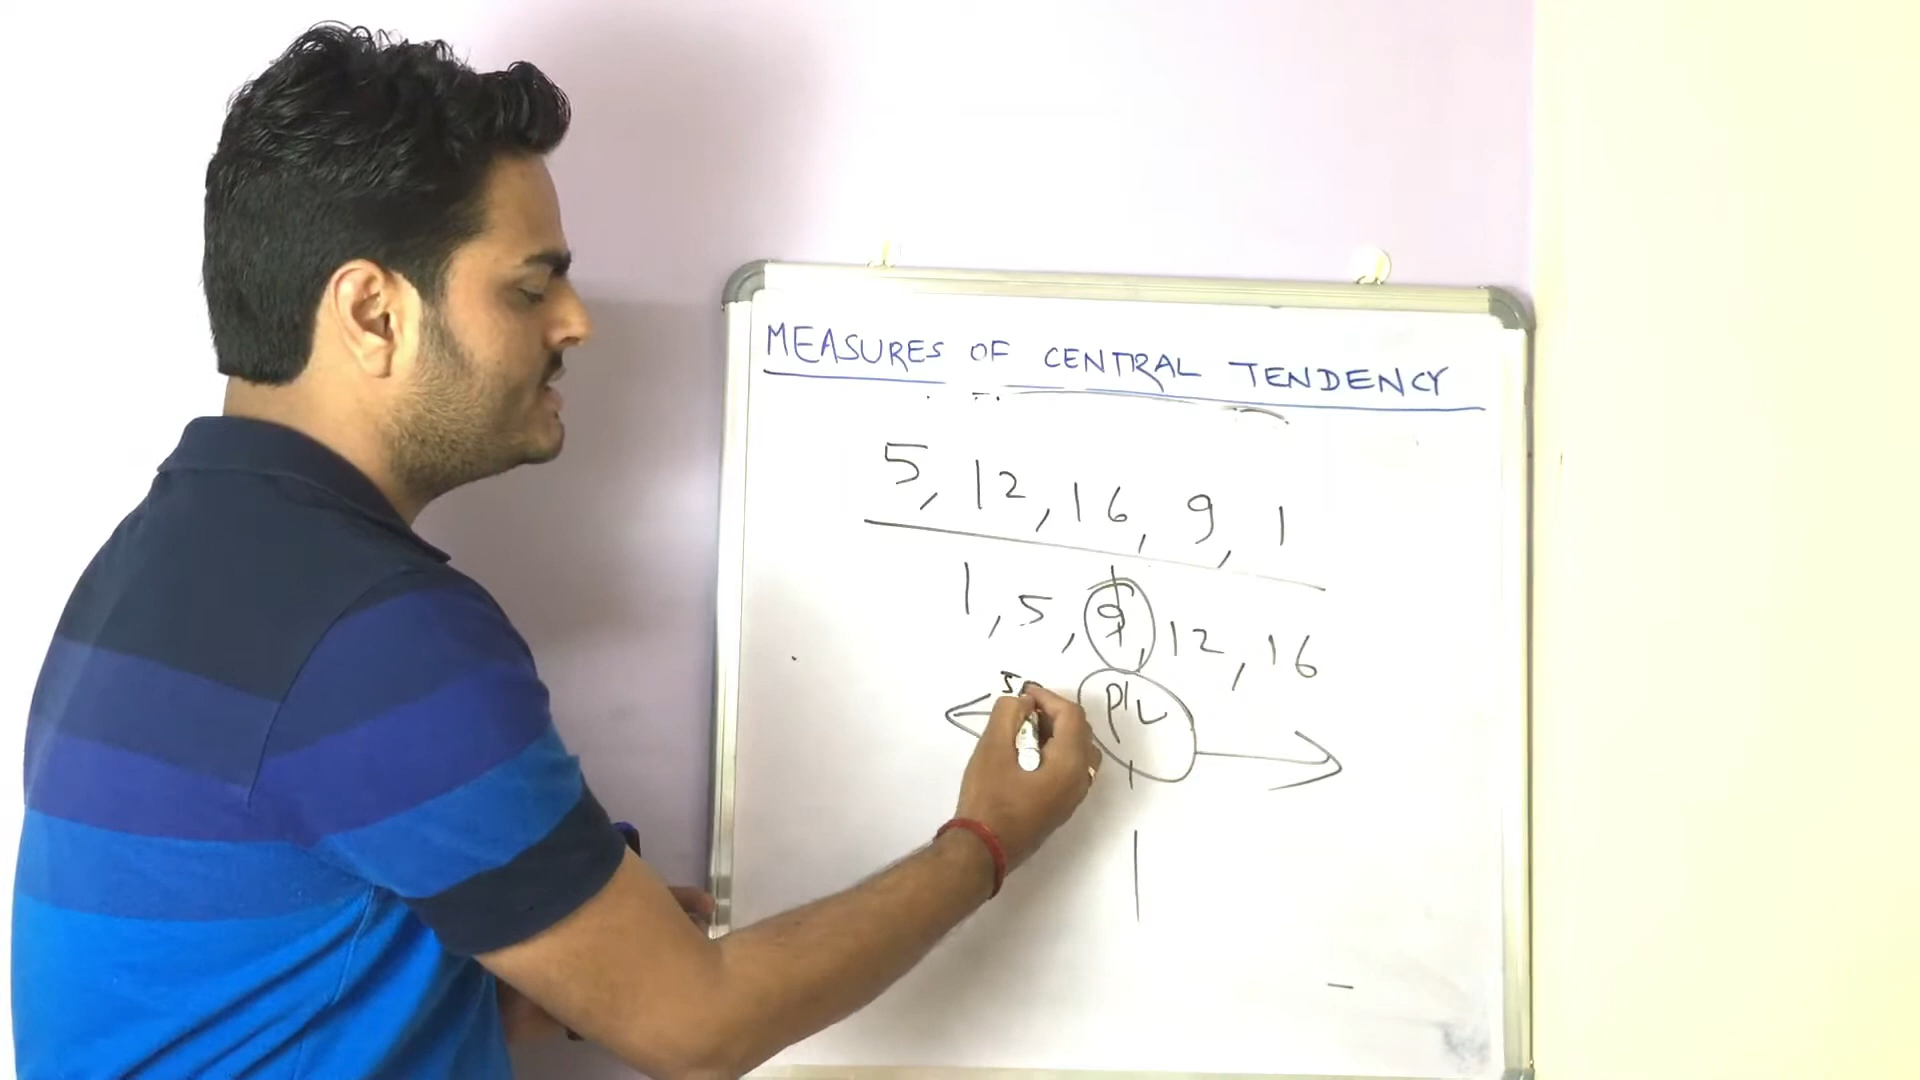 MEASURES OF CENTRAL TENDENCY
5, 12, 16, 9, 1
1, 5, 9, 12, 16